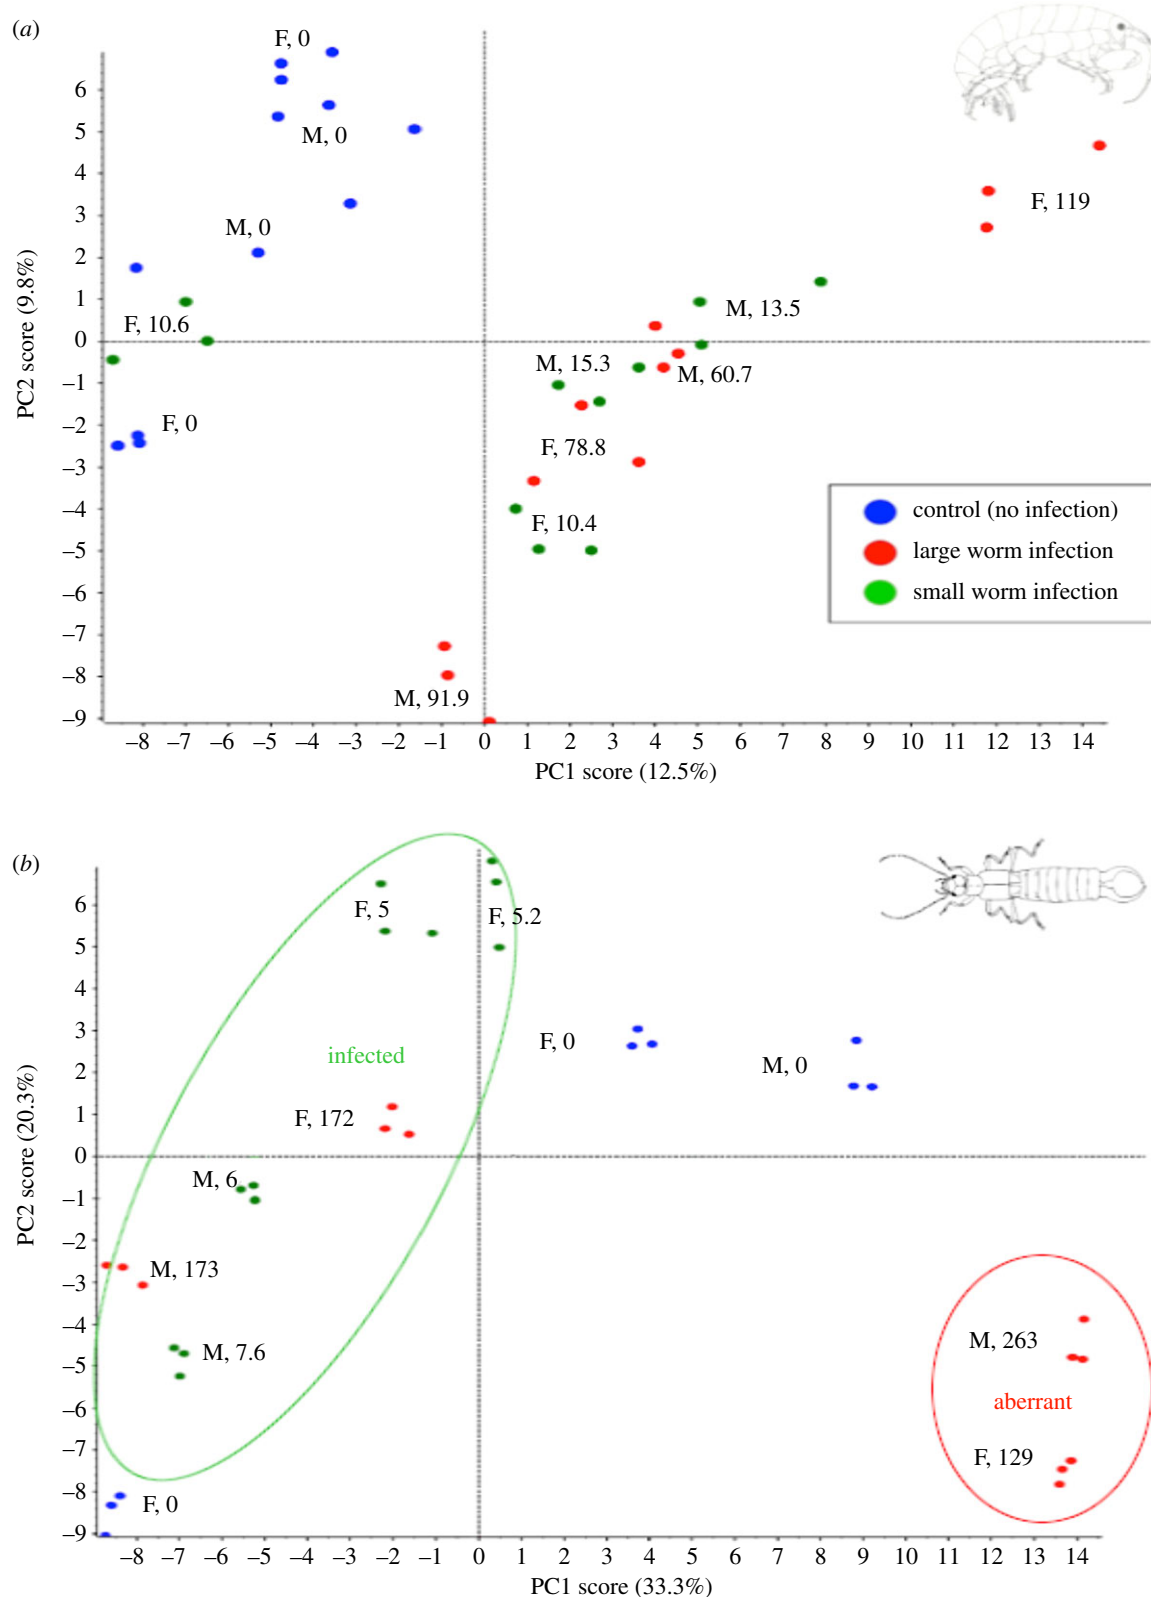 (a)
F, 0
M, 0
M, 0
F, 10.6
F, 0
F, 119
M, 13.5
M, 15.3
M, 60.7
F, 78.8
F, 10.4
M, 91.9
control (no infection)
large worm infection
small worm infection
PC2 score (9.8%)
6
5
4
3
2
1
0
–1
–2
–3
–4
–5
–6
–7
–8
–9
–8 –7 –6 –5 –4 –3 –2 –1 0 1 2 3 4 5 6 7 8 9 10 11 12 13 14
PC1 score (12.5%)
(b)
F, 5
F, 5.2
F, 0
M, 0
infected
F, 172
M, 6
M, 173
M, 7.6
F, 0
M, 263
aberrant
F, 129
PC2 score (20.3%)
6
5
4
3
2
1
0
–1
–2
–3
–4
–5
–6
–7
–8
–9
–8 –7 –6 –5 –4 –3 –2 –1 0 1 2 3 4 5 6 7 8 9 10 11 12 13 14
PC1 score (33.3%)